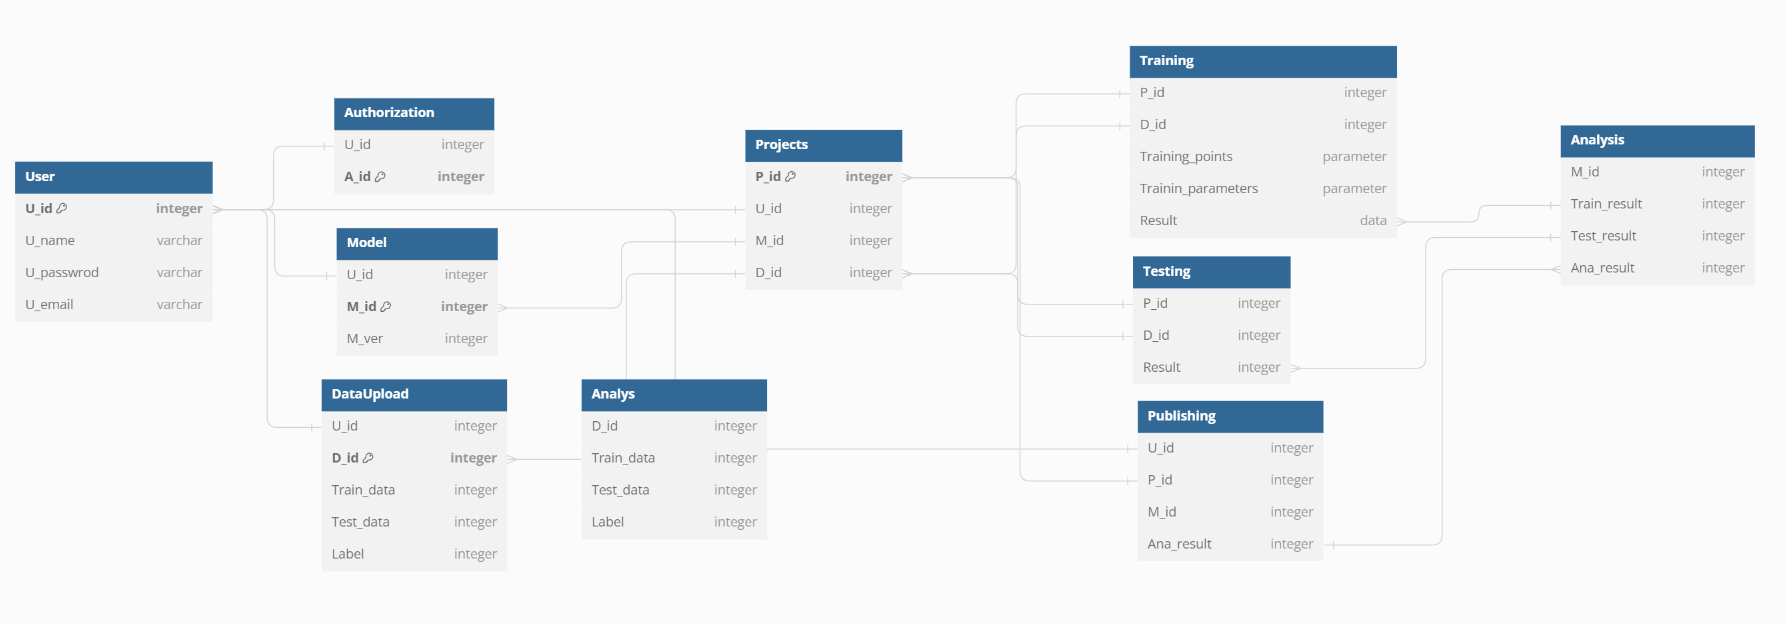 User
U_id integer
U_name varchar
U_passwrod varchar
U_email varchar
Authorization
U_id integer
A_id integer
Model
U_id integer
M_id integer
M_ver integer
DataUpload
U_id integer
D_id integer
Train_data integer
Test_data integer
Label integer
Analys
D_id integer
Train_data integer
Test_data integer
Label integer
Projects
P_id integer
U_id integer
M_id integer
D_id integer
Training
P_id integer
D_id integer
Training_points parameter
Trainin_parameters parameter
Result data
Testing
P_id integer
D_id integer
Result integer
Publishing
U_id integer
P_id integer
M_id integer
Ana_result integer
Analysis
M_id integer
Train_result integer
Test_result integer
Ana_result integer